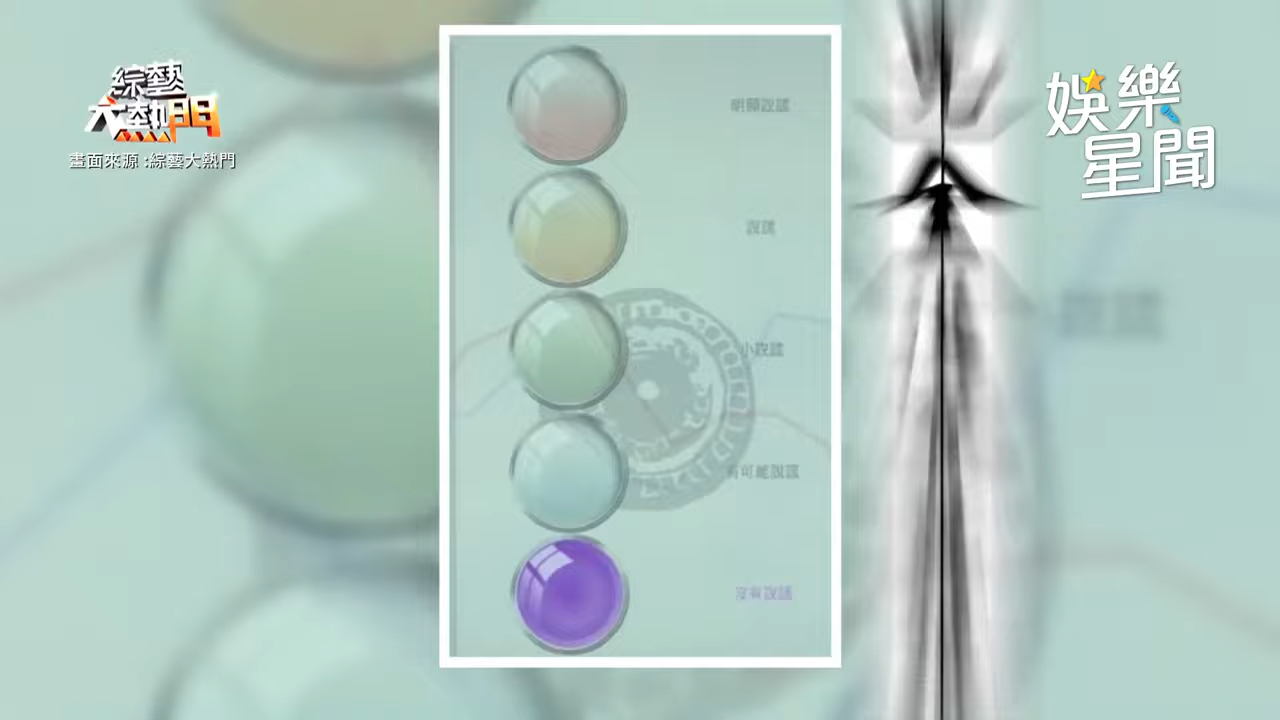 綜藝
大熱門
畫面來源:綜藝大熱門
娛樂
星聞
明顯說謊
說謊
小說謊
有可能說謊
沒有說謊